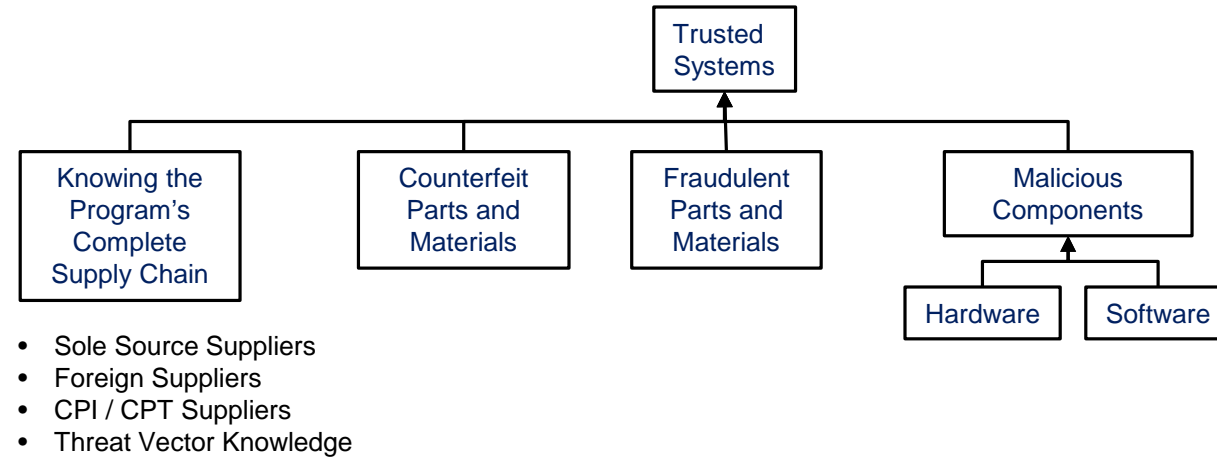 Trusted
Systems
Knowing the
Program's
Complete
Supply Chain
Counterfeit
Parts and
Materials
Fraudulent
Parts and
Materials
Malicious
Components
Hardware
Software
• Sole Source Suppliers
• Foreign Suppliers
• CPI / CPT Suppliers
• Threat Vector Knowledge